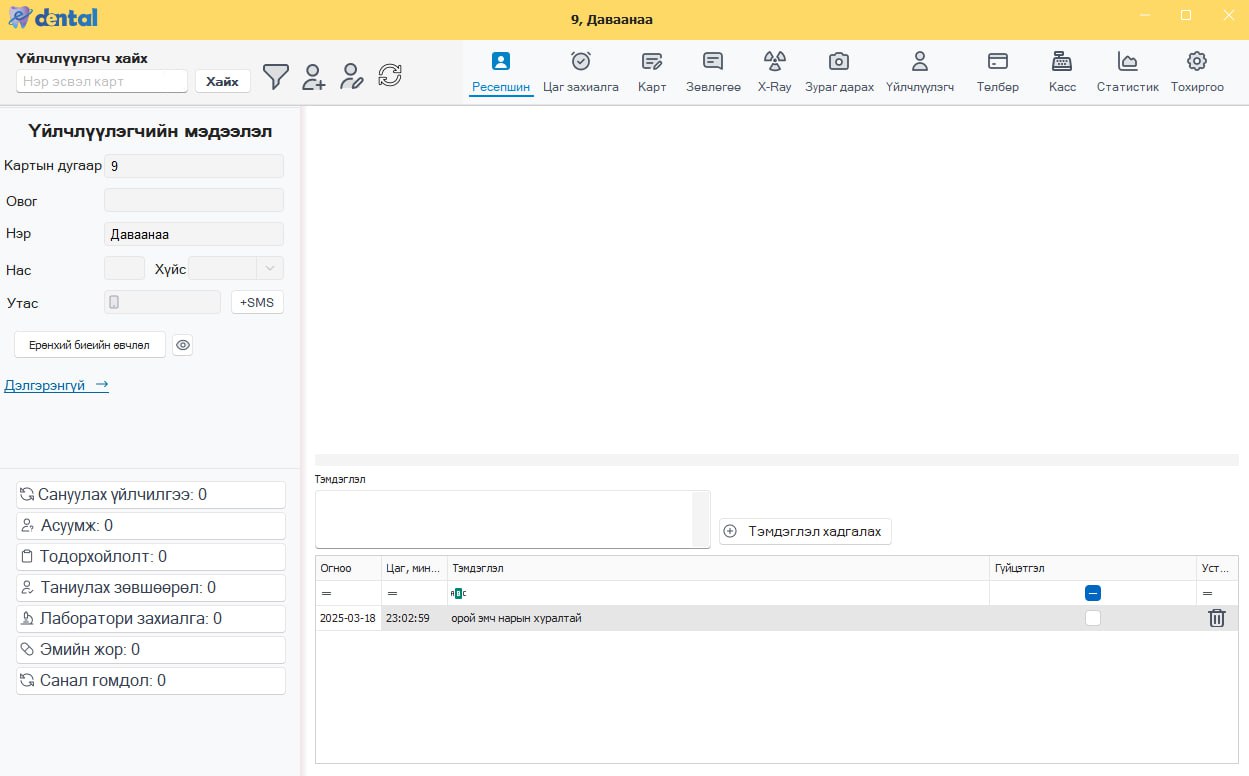 dental
9, Даваанаа
Үйлчлүүлэгч хайх
Нэр эсвэл карт
Хайх
Ресепшин
Цаг захиалга
Карт
Зөвлөгөө
X-Ray
Зураг дарах
Үйлчлүүлэгч
Төлбөр
Касс
Статистик
Тохиргоо
Үйлчлүүлэгчийн мэдээлэл
Картын дугаар 9
Овог
Нэр Даваанаа
Нас Хүйс
Утас +SMS
Ерөнхий биеийн өвчлөл
Дэлгэрэнгүй →
Сануулах үйлчилгээ: 0
Асуумж: 0
Тодорхойлолт: 0
Таниулах зөвшөөрөл: 0
Лаборатори захиалга: 0
Эмийн жор: 0
Санал гомдол: 0
Тэмдэглэл
Тэмдэглэл хадгалах
Огноо Цаг, мин... Тэмдэглэл Гүйцэтгэл Уст...
= = ABC =
2025-03-18 23:02:59 орой эмч нарын хуралтай